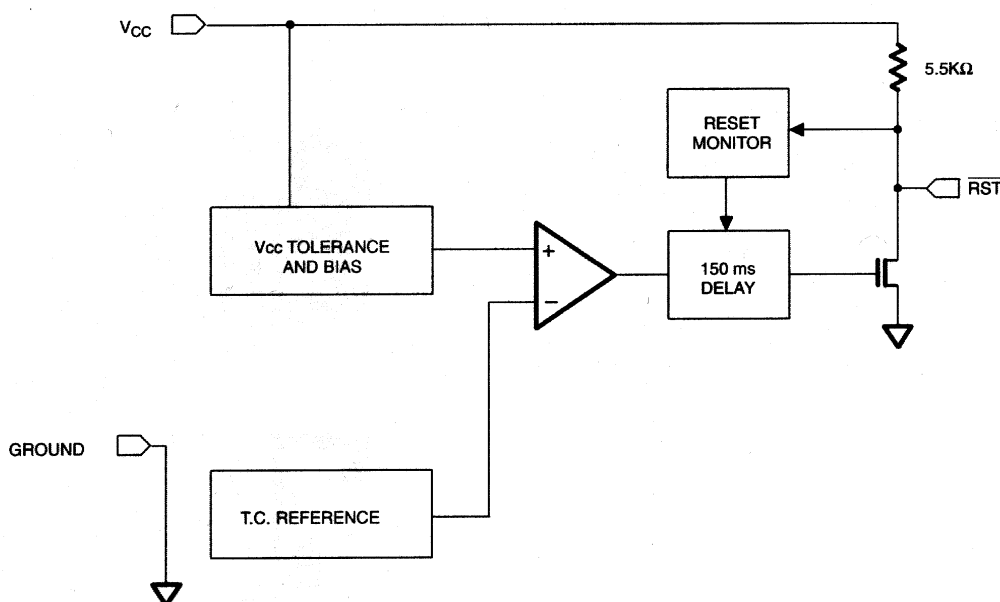 VCC
5.5KΩ
RESET
MONITOR
RST
Vcc TOLERANCE
AND BIAS
+
−
150 ms
DELAY
GROUND
T.C. REFERENCE